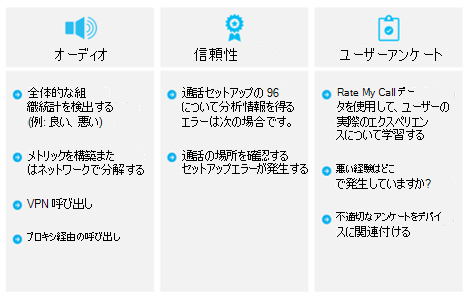 オーディオ
全体的な組
織統計を検出する
(例: 良い、悪い)
メトリックを構築また
はネットワークで分解する
VPN 呼び出し
プロキシ経由の呼び出し
信頼性
通話セットアップの 96
について分析情報を得る
エラーは次の場合です。
通話の場所を確認する
セットアップエラーが発生する
ユーザーアンケート
Rate My Call デー
タを使用して、ユーザーの
実際のエクスペリエン
スについて学習する
悪い経験はどこ
で発生していますか?
不適切なアンケートをデバイ
スに関連付ける